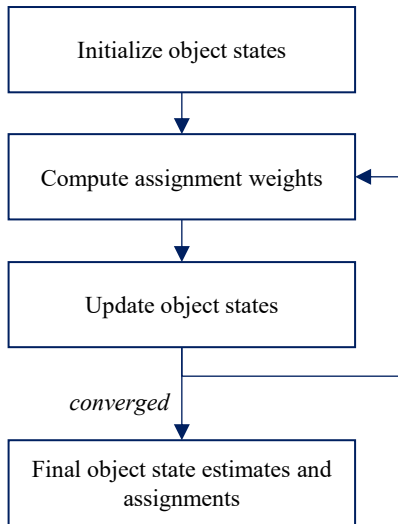 Initialize object states
Compute assignment weights
Update object states
converged
Final object state estimates and
assignments